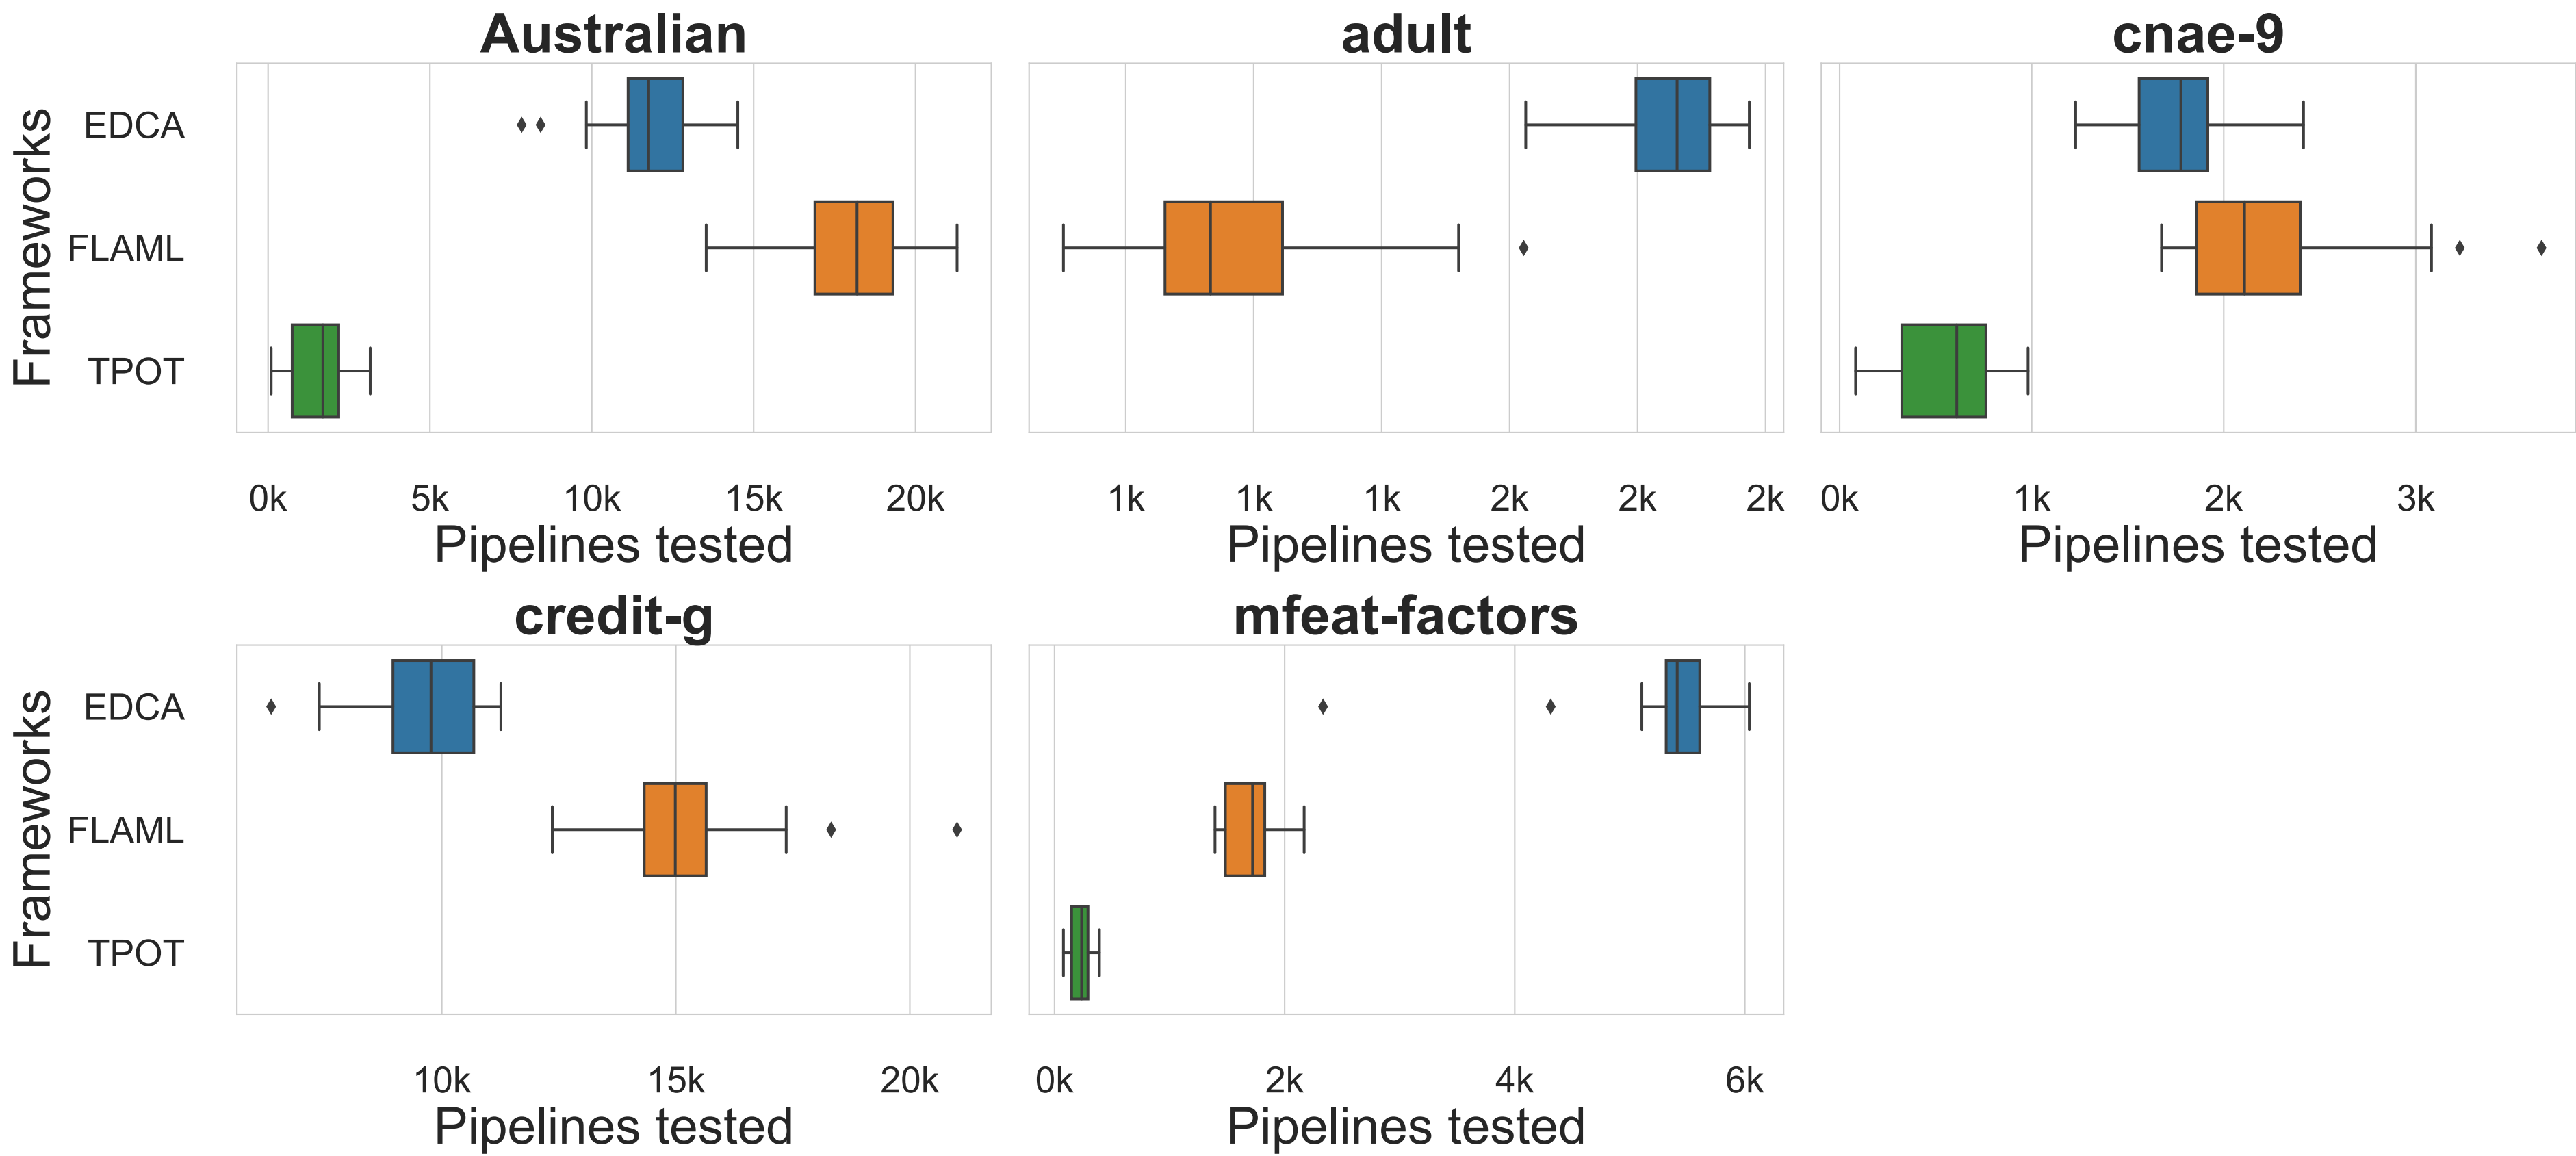 Australian
adult
cnae-9
Frameworks
EDCA
FLAML
TPOT
0k 5k 10k 15k 20k
Pipelines tested
1k 1k 1k 2k 2k 2k
Pipelines tested
0k 1k 2k 3k
Pipelines tested
credit-g
mfeat-factors
Frameworks
EDCA
FLAML
TPOT
10k 15k 20k
Pipelines tested
0k 2k 4k 6k
Pipelines tested